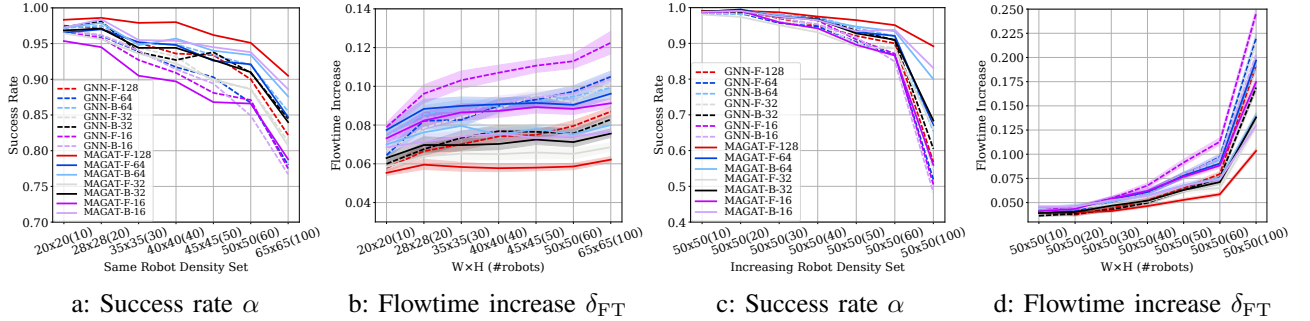 1.00
0.95
0.90
0.85
0.80
0.75
0.70
Success Rate
GNN-F-128
GNN-F-64
GNN-B-64
GNN-F-32
GNN-B-32
GNN-F-16
GNN-B-16
MAGAT-F-128
MAGAT-F-64
MAGAT-B-64
MAGAT-F-32
MAGAT-B-32
MAGAT-F-16
MAGAT-B-16
20x20(10)
28x28(20)
35x35(30)
40x40(40)
45x45(50)
50x50(60)
65x65(100)
Same Robot Density Set
a: Success rate α
0.14
0.12
0.10
0.08
0.06
0.04
Flowtime Increase
20x20(10)
28x28(20)
35x35(30)
40x40(40)
45x45(50)
50x50(60)
65x65(100)
W×H (#robots)
b: Flowtime increase δFT
1.0
0.9
0.8
0.7
0.6
0.5
0.4
Success Rate
GNN-F-128
GNN-F-64
GNN-B-64
GNN-F-32
GNN-B-32
GNN-F-16
GNN-B-16
MAGAT-F-128
MAGAT-F-64
MAGAT-B-64
MAGAT-F-32
MAGAT-B-32
MAGAT-F-16
MAGAT-B-16
50x50(10)
50x50(20)
50x50(30)
50x50(40)
50x50(50)
50x50(60)
50x50(100)
Increasing Robot Density Set
c: Success rate α
0.250
0.225
0.200
0.175
0.150
0.125
0.100
0.075
0.050
Flowtime Increase
50x50(10)
50x50(20)
50x50(30)
50x50(40)
50x50(50)
50x50(60)
50x50(100)
W×H (#robots)
d: Flowtime increase δFT